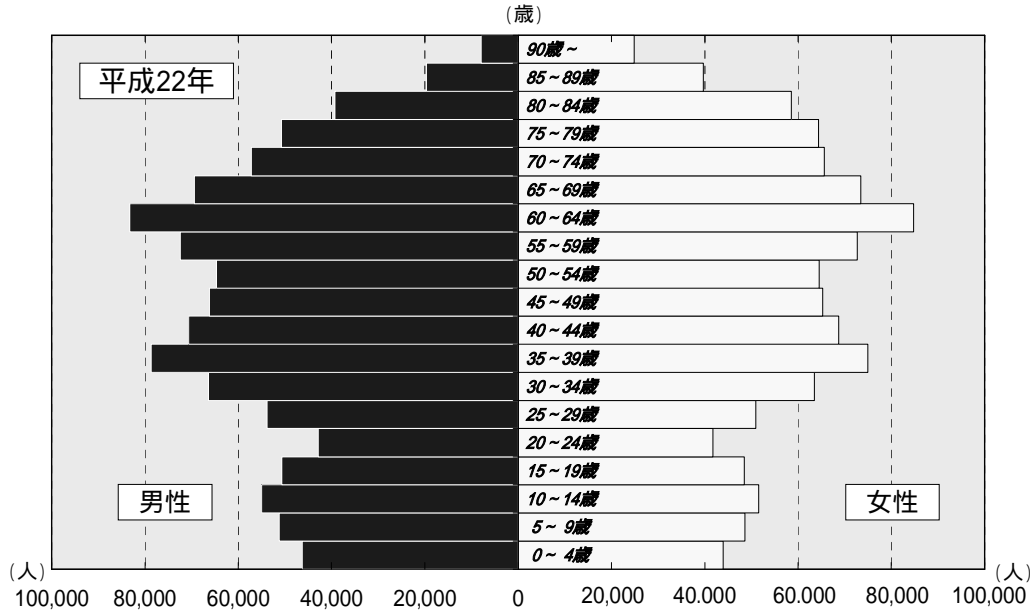 (歳)
平成22年
90歳～
85～89歳
80～84歳
75～79歳
70～74歳
65～69歳
60～64歳
55～59歳
50～54歳
45～49歳
40～44歳
35～39歳
30～34歳
25～29歳
20～24歳
15～19歳
10～14歳
5～ 9歳
0～ 4歳
男性
女性
(人)
(人)
100,000 80,000 60,000 40,000 20,000 0 20,000 40.000 60,000 80,000 100,000